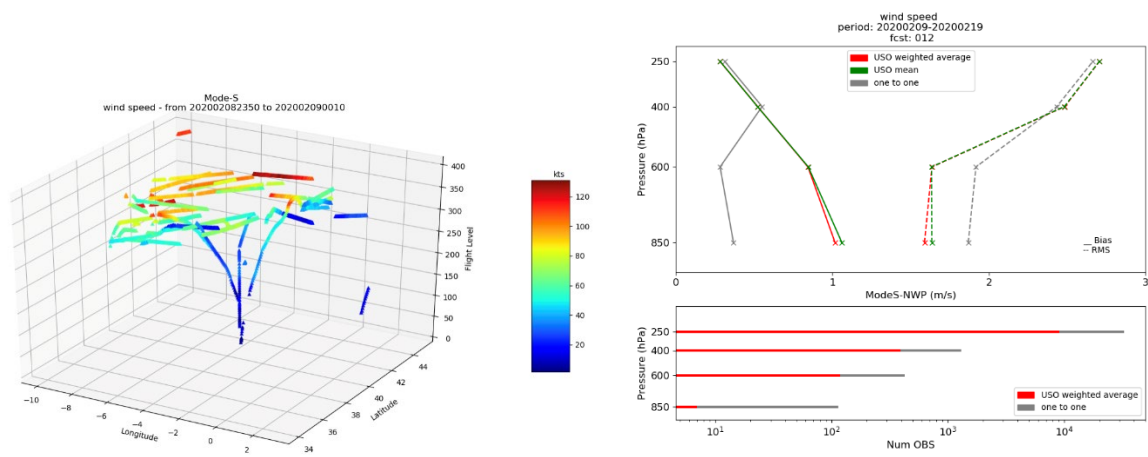 Mode-S
wind speed - from 202002082350 to 202002090010
400
350
300
250
200
150
100
50
0
Flight Level
−10
−8
−6
−4
−2
0
2
Longitude
34
36
38
40
42
44
Latitude
kts
120
100
80
60
40
20
wind speed
period: 20200209-20200219
fcst: 012
USO weighted average
USO mean
one to one
250
400
600
850
Pressure (hPa)
__ Bias
-- RMS
0
1
2
3
ModeS-NWP (m/s)
250
400
600
850
Pressure (hPa)
USO weighted average
one to one
10¹
10²
10³
10⁴
Num OBS